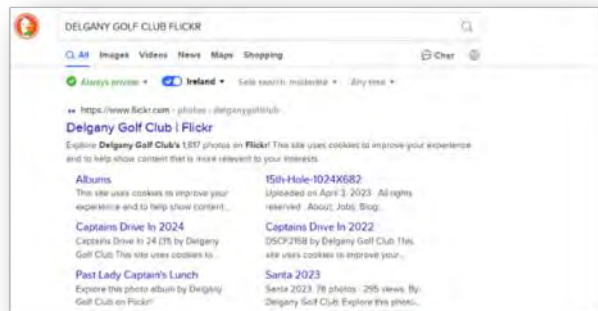 DELGANY GOLF CLUB FLICKR
All Images Videos News Maps Shopping Chat
Always private Ireland Safe search: moderate Any time
https://www.flickr.com › photos › delganygolfclub
Delgany Golf Club | Flickr
Explore Delgany Golf Club's 1,817 photos on Flickr! This site uses cookies to improve your experience
and to help show content that is more relevant to your interests.
Albums
This site uses cookies to improve your
experience and to help show content...
15th-Hole-1024X682
Uploaded on April 3, 2023. All rights
reserved. About; Jobs; Blog;
Captains Drive In 2024
Captains Drive In 24 (31) by Delgany
Golf Club This site uses cookies to...
Captains Drive In 2022
DSCF2158 by Delgany Golf Club This
site uses cookies to improve your...
Past Lady Captain's Lunch
Explore this photo album by Delgany
Golf Club on Flickr!
Santa 2023
Santa 2023. 78 photos · 295 views. By:
Delgany Golf Club. Explore this photo...